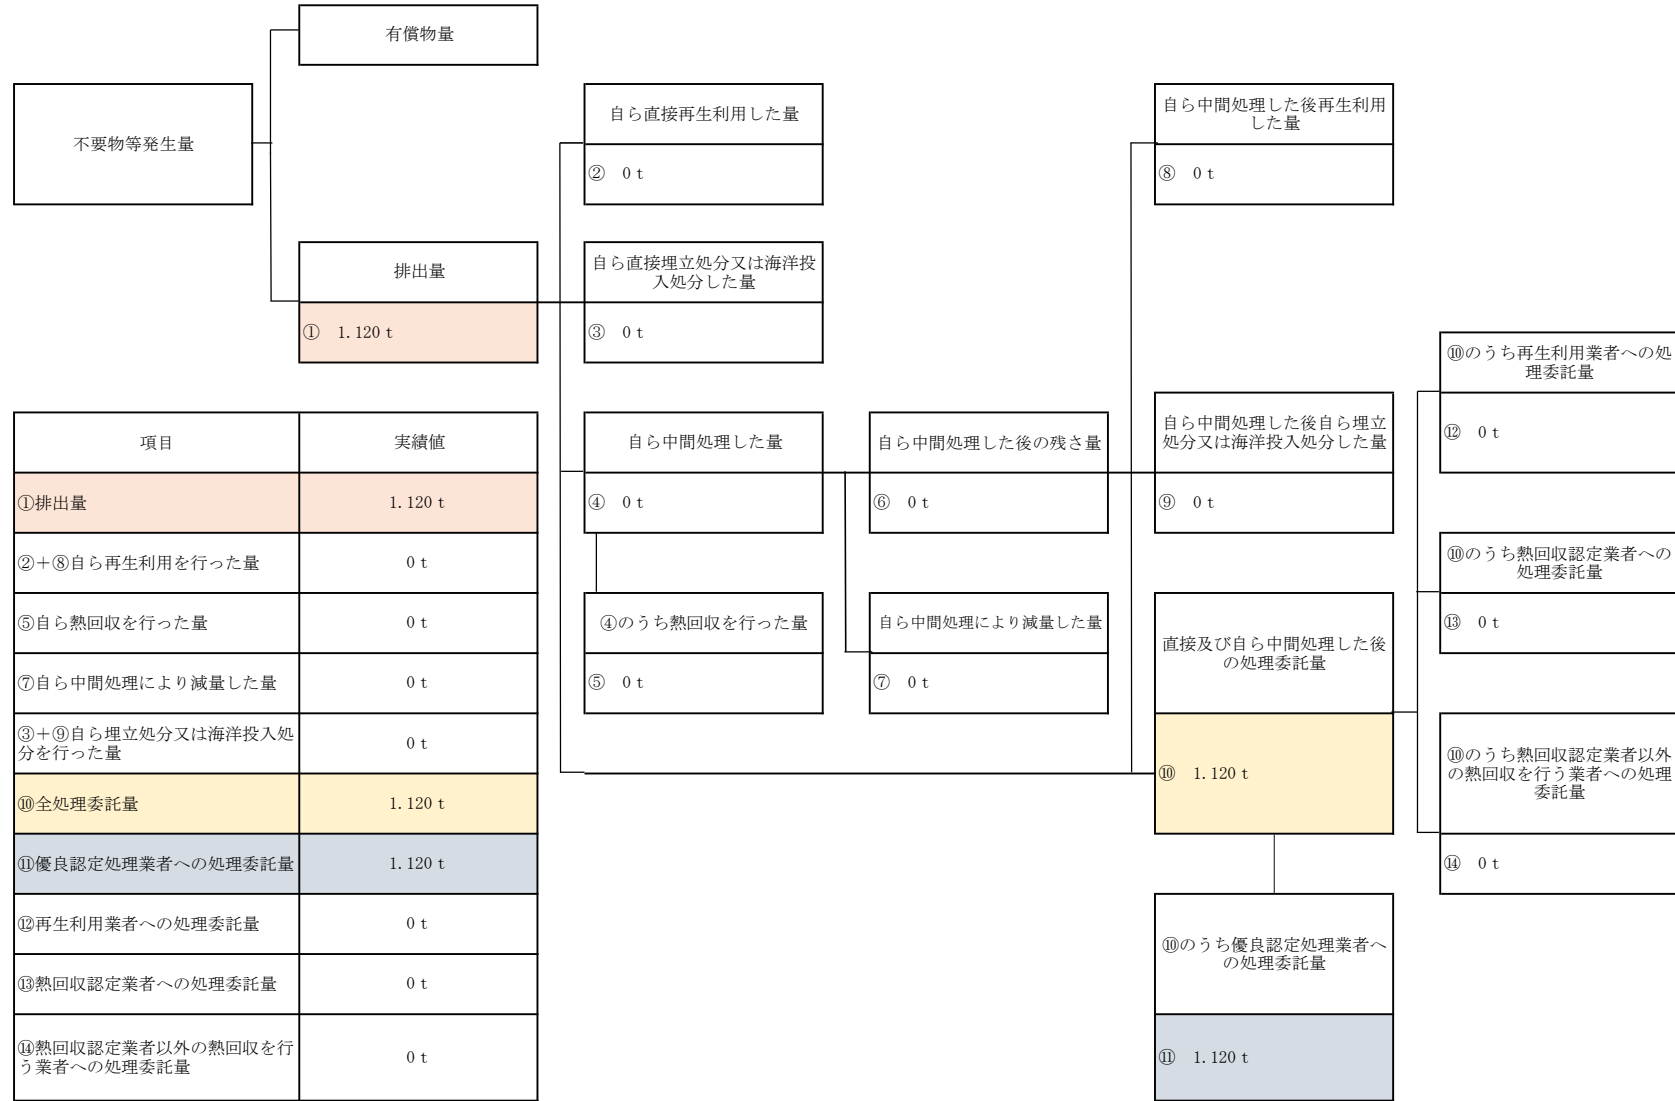 有償物量
不要物等発生量
自ら直接再生利用した量
② 0 t
自ら中間処理した後再生利用
した量
⑧ 0 t
排出量
① 1.120 t
自ら直接埋立処分又は海洋投
入処分した量
③ 0 t
項目 実績値
①排出量 1.120 t
②+⑧自ら再生利用を行った量 0 t
⑤自ら熱回収を行った量 0 t
⑦自ら中間処理により減量した量 0 t
③+⑨自ら埋立処分又は海洋投入処
分を行った量 0 t
⑩全処理委託量 1.120 t
⑪優良認定処理業者への処理委託量 1.120 t
⑫再生利用業者への処理委託量 0 t
⑬熱回収認定業者への処理委託量 0 t
⑭熱回収認定業者以外の熱回収を行
う業者への処理委託量 0 t
自ら中間処理した量
④ 0 t
④のうち熱回収を行った量
⑤ 0 t
自ら中間処理した後の残さ量
⑥ 0 t
自ら中間処理により減量した量
⑦ 0 t
自ら中間処理した後自ら埋立
処分又は海洋投入処分した量
⑨ 0 t
直接及び自ら中間処理した後
の処理委託量
⑩ 1.120 t
⑩のうち優良認定処理業者へ
の処理委託量
⑪ 1.120 t
⑩のうち再生利用業者への処
理委託量
⑫ 0 t
⑩のうち熱回収認定業者への
処理委託量
⑬ 0 t
⑩のうち熱回収認定業者以外
の熱回収を行う業者への処理
委託量
⑭ 0 t